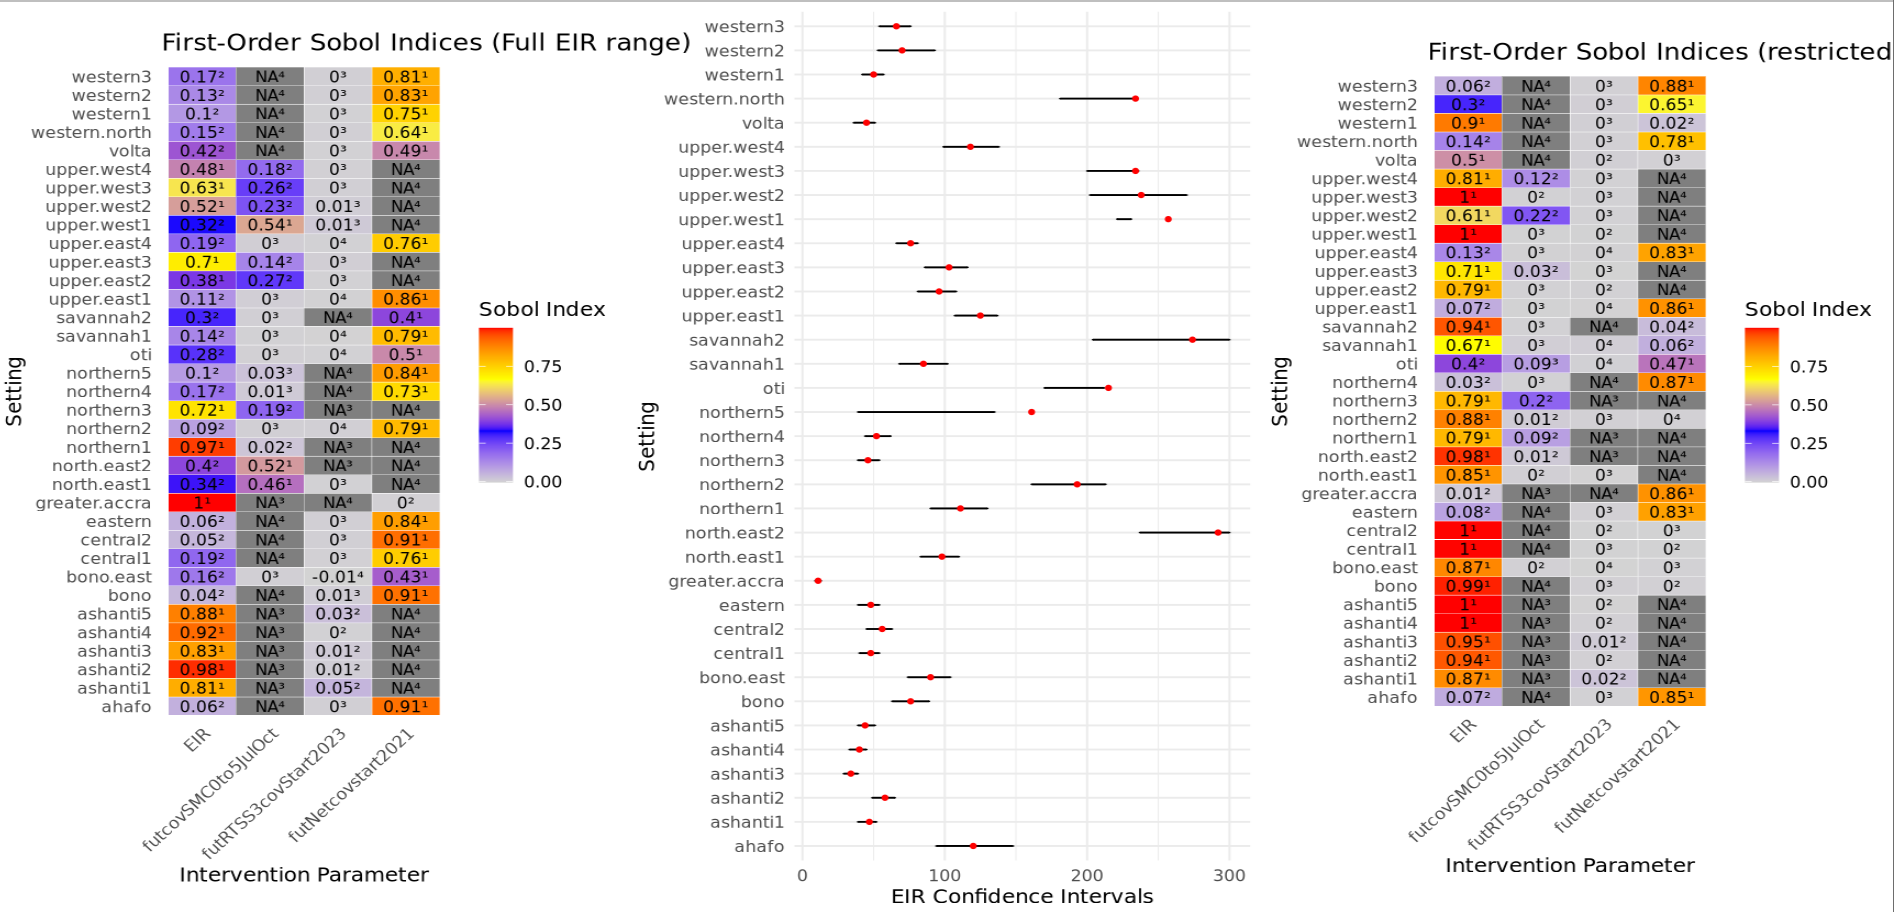 First-Order Sobol Indices (Full EIR range)
western3 0.17² NA⁴ 0³ 0.81¹
western2 0.13² NA⁴ 0³ 0.83¹
western1 0.1² NA⁴ 0³ 0.75¹
western.north 0.15² NA⁴ 0³ 0.64¹
volta 0.42² NA⁴ 0³ 0.49¹
upper.west4 0.48¹ 0.18² 0³ NA⁴
upper.west3 0.63¹ 0.26² 0³ NA⁴
upper.west2 0.52¹ 0.23² 0.01³ NA⁴
upper.west1 0.32² 0.54¹ 0.01³ NA⁴
upper.east4 0.19² 0³ 0⁴ 0.76¹
upper.east3 0.7¹ 0.14² 0³ NA⁴
upper.east2 0.38¹ 0.27² 0³ NA⁴
upper.east1 0.11² 0³ 0⁴ 0.86¹
savannah2 0.3² 0³ NA⁴ 0.4¹
savannah1 0.14² 0³ 0⁴ 0.79¹
oti 0.28² 0³ 0⁴ 0.5¹
northern5 0.1² 0.03³ NA⁴ 0.84¹
northern4 0.17² 0.01³ NA⁴ 0.73¹
northern3 0.72¹ 0.19² NA³ NA⁴
northern2 0.09² 0³ 0⁴ 0.79¹
northern1 0.97¹ 0.02² NA³ NA⁴
north.east2 0.4² 0.52¹ NA³ NA⁴
north.east1 0.34² 0.46¹ 0³ NA⁴
greater.accra 1¹ NA³ NA⁴ 0²
eastern 0.06² NA⁴ 0³ 0.84¹
central2 0.05² NA⁴ 0³ 0.91¹
central1 0.19² NA⁴ 0³ 0.76¹
bono.east 0.16² 0³ -0.01⁴ 0.43¹
bono 0.04² NA⁴ 0.01³ 0.91¹
ashanti5 0.88¹ NA³ 0.03² NA⁴
ashanti4 0.92¹ NA³ 0² NA⁴
ashanti3 0.83¹ NA³ 0.01² NA⁴
ashanti2 0.98¹ NA³ 0.01² NA⁴
ashanti1 0.81¹ NA³ 0.05² NA⁴
ahafo 0.06² NA⁴ 0³ 0.91¹
Setting
EIR
futcovSMC0to5JulOct
futRTSS3covStart2023
futNetcovstart2021
Intervention Parameter
Sobol Index
0.75
0.50
0.25
0.00
western3
western2
western1
western.north
volta
upper.west4
upper.west3
upper.west2
upper.west1
upper.east4
upper.east3
upper.east2
upper.east1
savannah2
savannah1
oti
northern5
northern4
northern3
northern2
northern1
north.east2
north.east1
greater.accra
eastern
central2
central1
bono.east
bono
ashanti5
ashanti4
ashanti3
ashanti2
ashanti1
ahafo
Setting
0 100 200 300
EIR Confidence Intervals
First-Order Sobol Indices (restricted
western3 0.06² NA⁴ 0³ 0.88¹
western2 0.3² NA⁴ 0³ 0.65¹
western1 0.9¹ NA⁴ 0³ 0.02²
western.north 0.14² NA⁴ 0³ 0.78¹
volta 0.5¹ NA⁴ 0² 0³
upper.west4 0.81¹ 0.12² 0³ NA⁴
upper.west3 1¹ 0² 0³ NA⁴
upper.west2 0.61¹ 0.22² 0³ NA⁴
upper.west1 1¹ 0³ 0² NA⁴
upper.east4 0.13² 0³ 0⁴ 0.83¹
upper.east3 0.71¹ 0.03² 0³ NA⁴
upper.east2 0.79¹ 0³ 0² NA⁴
upper.east1 0.07² 0³ 0⁴ 0.86¹
savannah2 0.94¹ 0³ NA⁴ 0.04²
savannah1 0.67¹ 0³ 0⁴ 0.06²
oti 0.4² 0.09³ 0⁴ 0.47¹
northern4 0.03² 0³ NA⁴ 0.87¹
northern3 0.79¹ 0.2² NA³ NA⁴
northern2 0.88¹ 0.01² 0³ 0⁴
northern1 0.79¹ 0.09² NA³ NA⁴
north.east2 0.98¹ 0.01² NA³ NA⁴
north.east1 0.85¹ 0² 0³ NA⁴
greater.accra 0.01² NA³ NA⁴ 0.86¹
eastern 0.08² NA⁴ 0³ 0.83¹
central2 1¹ NA⁴ 0² 0³
central1 1¹ NA⁴ 0³ 0²
bono.east 0.87¹ 0² 0⁴ 0³
bono 0.99¹ NA⁴ 0³ 0²
ashanti5 1¹ NA³ 0² NA⁴
ashanti4 1¹ NA³ 0² NA⁴
ashanti3 0.95¹ NA³ 0.01² NA⁴
ashanti2 0.94¹ NA³ 0² NA⁴
ashanti1 0.87¹ NA³ 0.02² NA⁴
ahafo 0.07² NA⁴ 0³ 0.85¹
Setting
EIR
futcovSMC0to5JulOct
futRTSS3covStart2023
futNetcovstart2021
Intervention Parameter
Sobol Index
0.75
0.50
0.25
0.00